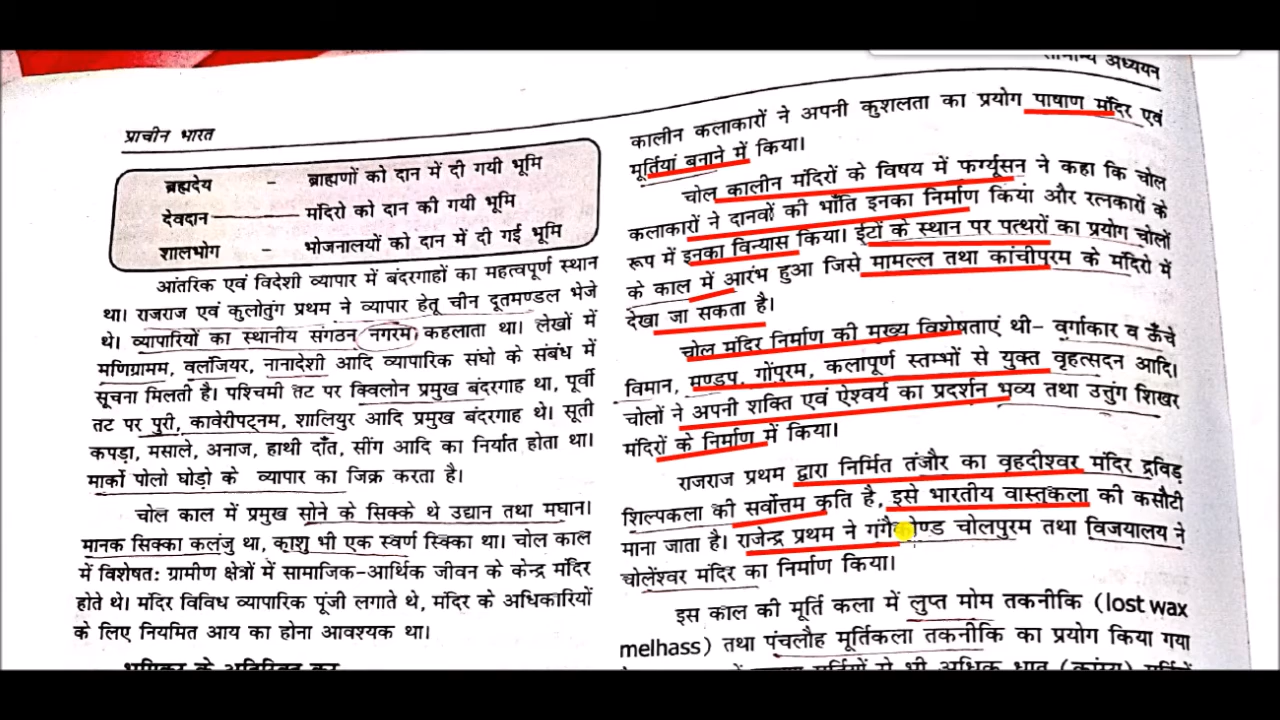 सामान्य अध्ययन
प्राचीन भारत
ब्रह्मदेय - ब्राह्मणों को दान में दी गयी भूमि
देवदान - मंदिरो को दान की गयी भूमि
शालभोग - भोजनालयों को दान में दी गई भूमि
आंतरिक एवं विदेशी व्यापार में बंदरगाहों का महत्वपूर्ण स्थान
था। राजराज एवं कुलोतुंग प्रथम ने व्यापार हेतू चीन दूतमण्डल भेजे
थे। व्यापारियों का स्थानीय संगठन नगरम कहलाता था। लेखों में
मणिग्रामम, वलंजियर, नानादेशी आदि व्यापारिक संघो के संबंध में
सूचना मिलती है। पश्चिमी तट पर क्विलोन प्रमुख बंदरगाह था, पूर्वी
तट पर पुरी, कावेरीपट्नम, शालियुर आदि प्रमुख बंदरगाह थे। सूती
कपड़ा, मसाले, अनाज, हाथी दाँत, सींग आदि का निर्यात होता था।
मार्को पोलो घोड़ो के व्यापार का जिक्र करता है।
चोल काल में प्रमुख सोने के सिक्के थे उद्यान तथा मघान।
मानक सिक्का कलंजु था, काशु भी एक स्वर्ण स्क्किा था। चोल काल
में विशेषतः ग्रामीण क्षेत्रों में सामाजिक-आर्थिक जीवन के केन्द्र मंदिर
होते थे। मंदिर विविध व्यापारिक पूंजी लगाते थे, मंदिर के अधिकारियों
के लिए नियमित आय का होना आवश्यक था।
भूमिकर के अतिरिक्त कर
कालीन कलाकारों ने अपनी कुशलता का प्रयोग पाषाण मंदिर एवं
मूर्तियां बनाने में किया।
चोल कालीन मंदिरों के विषय में फर्ग्यूसन ने कहा कि चोल
कलाकारों ने दानवों की भाँति इनका निर्माण किया और रत्नकारों के
रूप में इनका विन्यास किया। ईंटों के स्थान पर पत्थरों का प्रयोग चोलों
के काल में आरंभ हुआ जिसे मामल्ल तथा कांचीपुरम के मंदिरो में
देखा जा सकता है।
चोल मंदिर निर्माण की मुख्य विशेषताएं थी- वर्गाकार व ऊँचे
विमान, मण्डप, गोंपुरम, कलापूर्ण स्तम्भों से युक्त वृहत्सदन आदि।
चोलों ने अपनी शक्ति एवं ऐश्वर्य का प्रदर्शन भव्य तथा उत्तुंग शिखर
मंदिरों के निर्माण में किया।
राजराज प्रथम द्वारा निर्मित तंजौर का वृहदीश्वर मंदिर द्रविड़
शिल्पकला की सर्वोत्तम कृति है, इसे भारतीय वास्तुकला की कसौटी
माना जाता है। राजेन्द्र प्रथम ने गंगैकोण्ड चोलपुरम तथा विजयालय ने
चोलेंश्वर मंदिर का निर्माण किया।
इस काल की मूर्ति कला में लुप्त मोम तकनीकि (lost wax
melhass) तथा पंचलौह मूर्तिकला तकनीकि का प्रयोग किया गया
मूर्तियों में भी अधिक धातु (कांस्य)